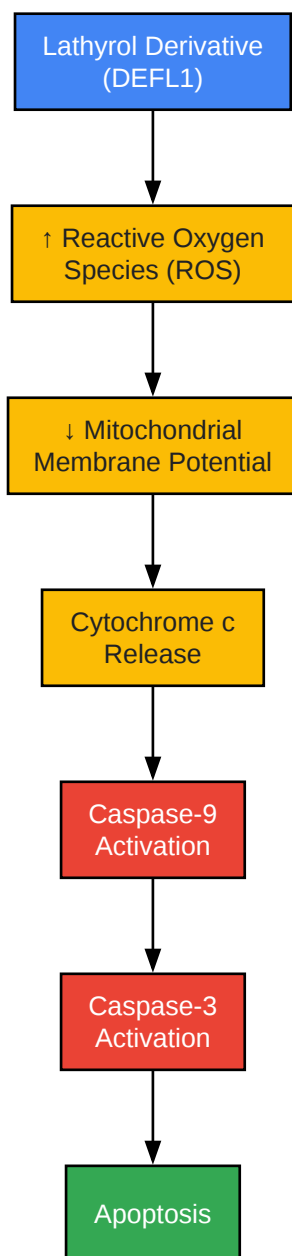 Lathyrol Derivative
(DEFL1)
↑ Reactive Oxygen
Species (ROS)
↓ Mitochondrial
Membrane Potential
Cytochrome c
Release
Caspase-9
Activation
Caspase-3
Activation
Apoptosis